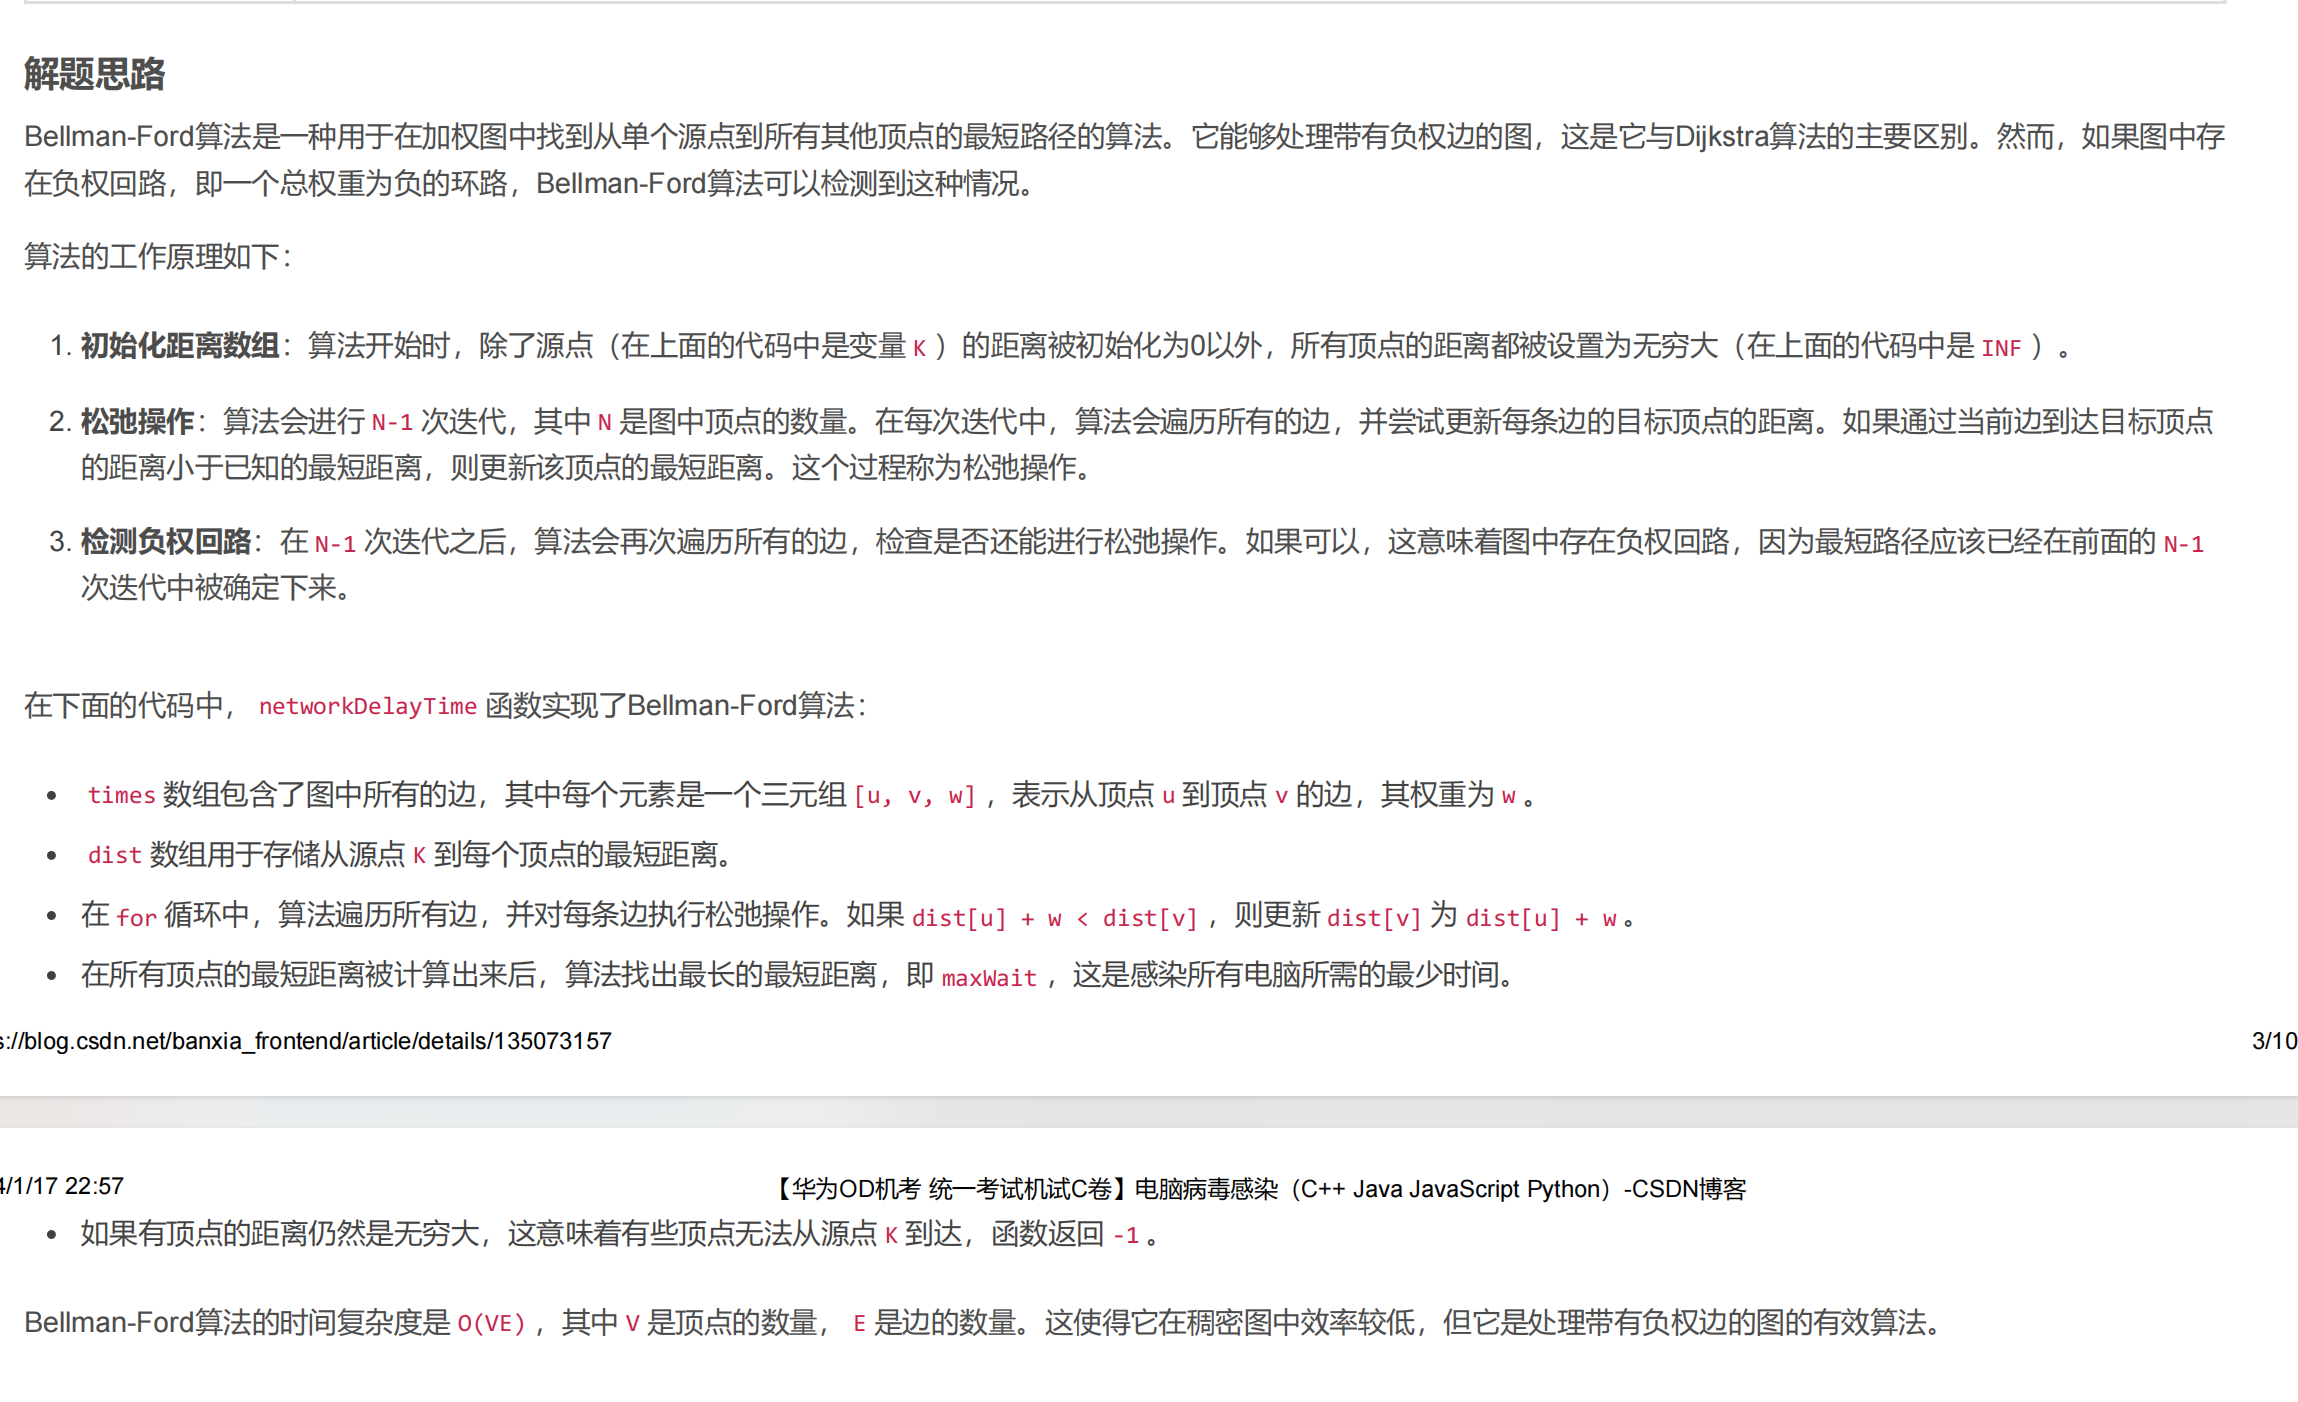 解题思路
Bellman-Ford算法是一种用于在加权图中找到从单个源点到所有其他顶点的最短路径的算法。它能够处理带有负权边的图，这是它与Dijkstra算法的主要区别。然而，如果图中存
在负权回路，即一个总权重为负的环路，Bellman-Ford算法可以检测到这种情况。
算法的工作原理如下：
1. 初始化距离数组：算法开始时，除了源点（在上面的代码中是变量 K ）的距离被初始化为0以外，所有顶点的距离都被设置为无穷大（在上面的代码中是 INF ）。
2. 松弛操作：算法会进行 N-1 次迭代，其中 N 是图中顶点的数量。在每次迭代中，算法会遍历所有的边，并尝试更新每条边的目标顶点的距离。如果通过当前边到达目标顶点
的距离小于已知的最短距离，则更新该顶点的最短距离。这个过程称为松弛操作。
3. 检测负权回路：在 N-1 次迭代之后，算法会再次遍历所有的边，检查是否还能进行松弛操作。如果可以，这意味着图中存在负权回路，因为最短路径应该已经在前面的 N-1
次迭代中被确定下来。
在下面的代码中， networkDelayTime 函数实现了Bellman-Ford算法：
• times 数组包含了图中所有的边，其中每个元素是一个三元组 [u, v, w] ，表示从顶点 u 到顶点 v 的边，其权重为 w 。
• dist 数组用于存储从源点 K 到每个顶点的最短距离。
• 在 for 循环中，算法遍历所有边，并对每条边执行松弛操作。如果 dist[u] + w < dist[v] ，则更新 dist[v] 为 dist[u] + w 。
• 在所有顶点的最短距离被计算出来后，算法找出最长的最短距离，即 maxWait ，这是感染所有电脑所需的最少时间。
s://blog.csdn.net/banxia_frontend/article/details/135073157 3/10
4/1/17 22:57 【华为OD机考 统一考试机试C卷】电脑病毒感染（C++ Java JavaScript Python）-CSDN博客
• 如果有顶点的距离仍然是无穷大，这意味着有些顶点无法从源点 K 到达，函数返回 -1 。
Bellman-Ford算法的时间复杂度是 O(VE) ，其中 V 是顶点的数量， E 是边的数量。这使得它在稠密图中效率较低，但它是处理带有负权边的图的有效算法。